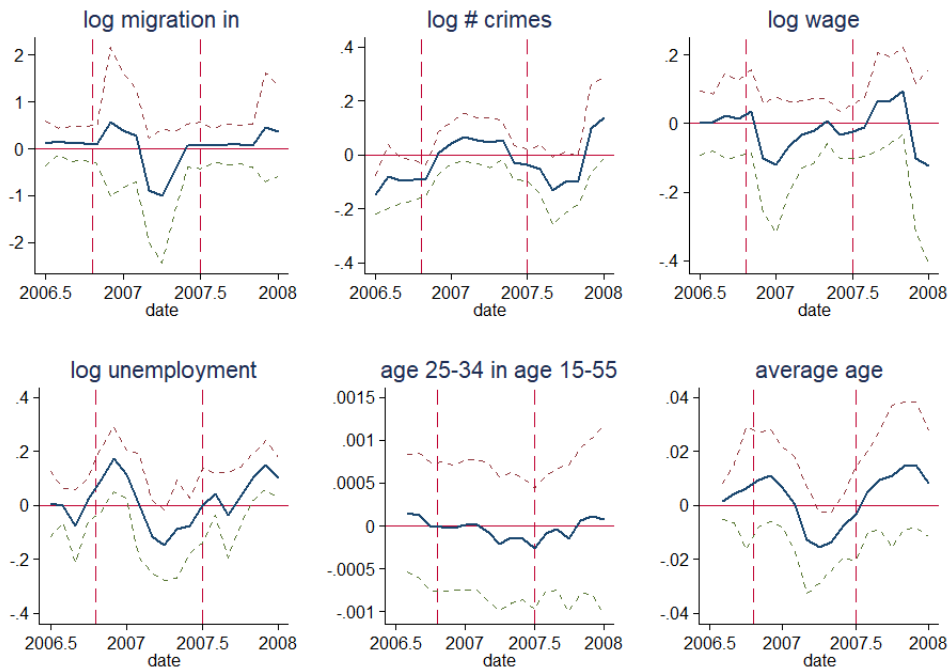 log migration in
2
1
0
-1
-2
2006.5 2007 2007.5 2008
date
log # crimes
.4
.2
0
-.2
-.4
2006.5 2007 2007.5 2008
date
log wage
.2
0
-.2
-.4
2006.5 2007 2007.5 2008
date
log unemployment
.4
.2
0
-.2
-.4
2006.5 2007 2007.5 2008
date
age 25-34 in age 15-55
.0015
.001
.0005
0
-.0005
-.001
2006.5 2007 2007.5 2008
date
average age
.04
.02
0
-.02
-.04
2006.5 2007 2007.5 2008
date